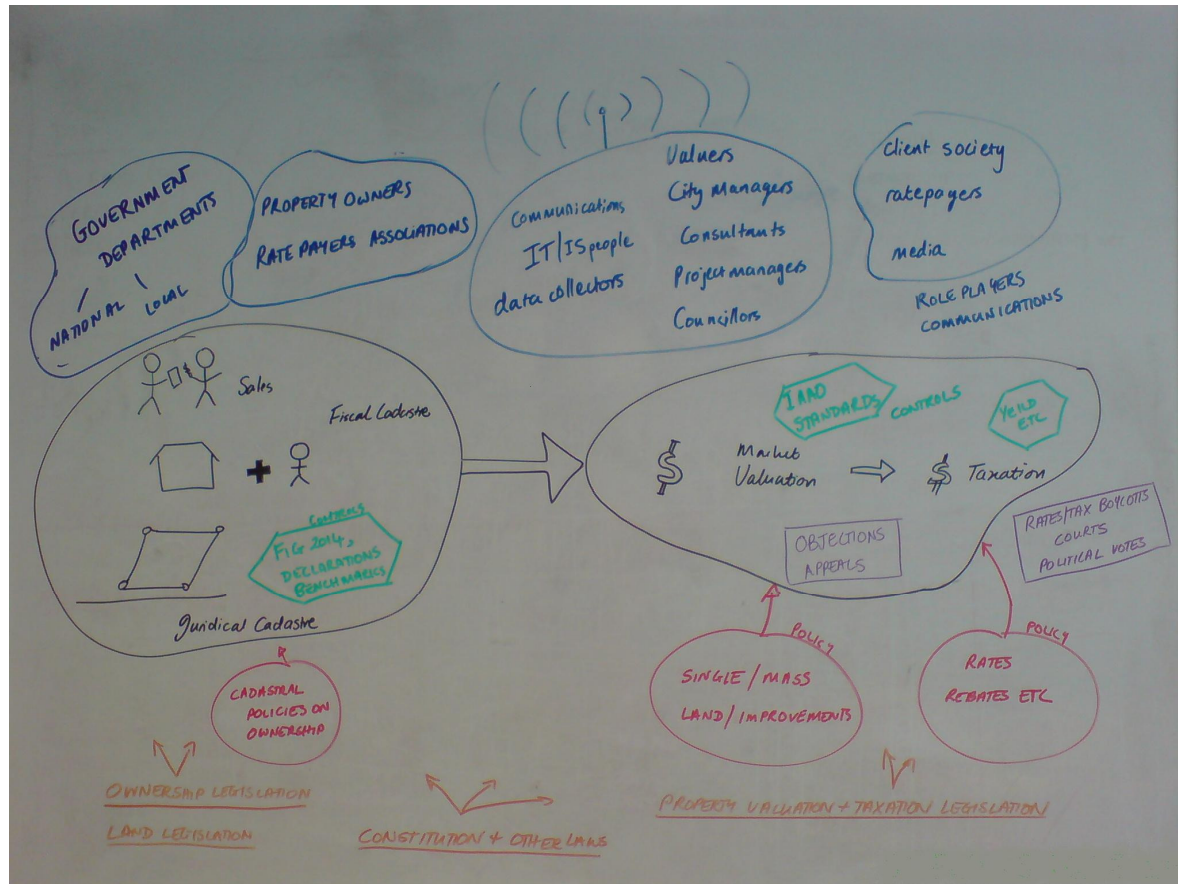 GOVERNMENT
DEPARTMENTS
NATIONAL
LOCAL
PROPERTY OWNERS
RATE PAYERS ASSOCIATIONS
Communications
IT/IS people
data collectors
Valuers
City Managers
Consultants
Project managers
Councillors
Client society
ratepayers
media
ROLE PLAYERS
COMMUNICATIONS
Sales
Fiscal Cadastre
CONTROLS
FIG 2014,
DECLARATIONS
BENCHMARKS
Juridical Cadastre
IAAO
STANDARDS
CONTROLS
YEILD
ETC
$
Market
Valuation
$
Taxation
OBJECTIONS
APPEALS
RATES/TAX BOYCOTTS
COURTS
POLITICAL VOTES
CADASTRAL
POLICIES ON
OWNERSHIP
POLICY
SINGLE/MASS
LAND/IMPROVEMENTS
POLICY
RATES
REBATES ETC
OWNERSHIP LEGISLATION
LAND LEGISLATION
CONSTITUTION + OTHER LAWS
PROPERTY VALUATION + TAXATION LEGISLATION